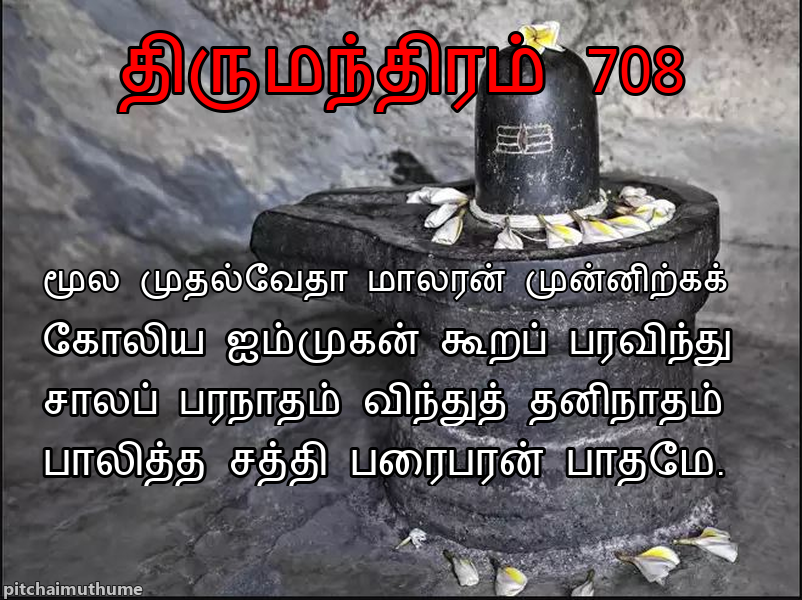 திருமந்திரம் 708
மூல முதல்வேதா மாலரன் முன்னிற்கக்
கோலிய ஐம்முகன் கூறப் பரவிந்து
சாலப் பரநாதம் விந்துத் தனிநாதம்
பாலித்த சத்தி பரைபரன் பாதமே.
pitchaimuthume